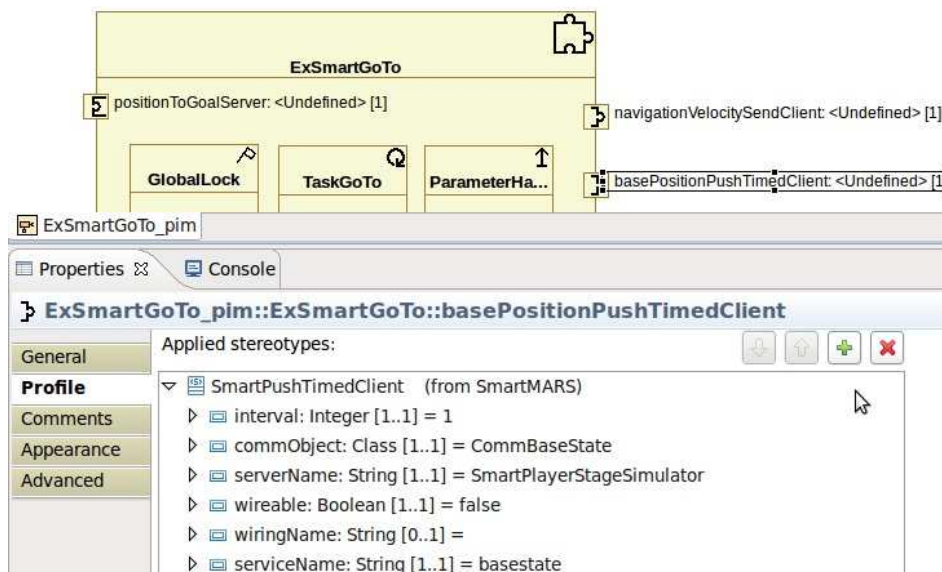 ExSmartGoTo
positionToGoalServer: <Undefined> [1]
navigationVelocitySendClient: <Undefined> [1]
GlobalLock
TaskGoTo
ParameterHa...
basePositionPushTimedClient: <Undefined> [1
ExSmartGoTo_pim
Properties
Console
ExSmartGoTo_pim::ExSmartGoTo::basePositionPushTimedClient
General
Profile
Comments
Appearance
Advanced
Applied stereotypes:
SmartPushTimedClient (from SmartMARS)
interval: Integer [1..1] = 1
commObject: Class [1..1] = CommBaseState
serverName: String [1..1] = SmartPlayerStageSimulator
wireable: Boolean [1..1] = false
wiringName: String [0..1] =
serviceName: String [1..1] = basestate